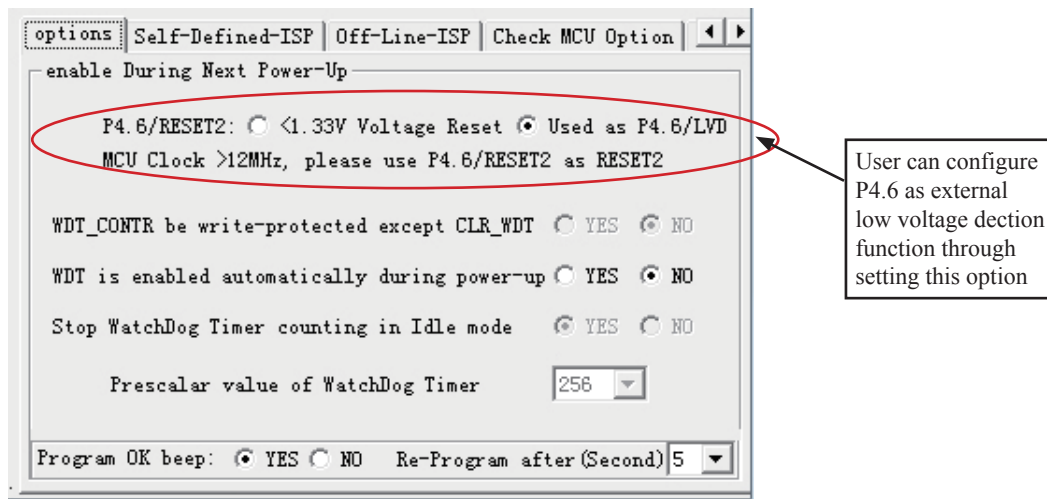 options Self-Defined-ISP Off-Line-ISP Check MCU Option
enable During Next Power-Up
P4.6/RESET2: <1.33V Voltage Reset Used as P4.6/LVD
MCU Clock >12MHz, please use P4.6/RESET2 as RESET2
WDT_CONTR be write-protected except CLR_WDT YES NO
WDT is enabled automatically during power-up YES NO
Stop WatchDog Timer counting in Idle mode YES NO
Prescalar value of WatchDog Timer 256
Program OK beep: YES NO Re-Program after(Second) 5
User can configure
P4.6 as external
low voltage dection
function through
setting this option